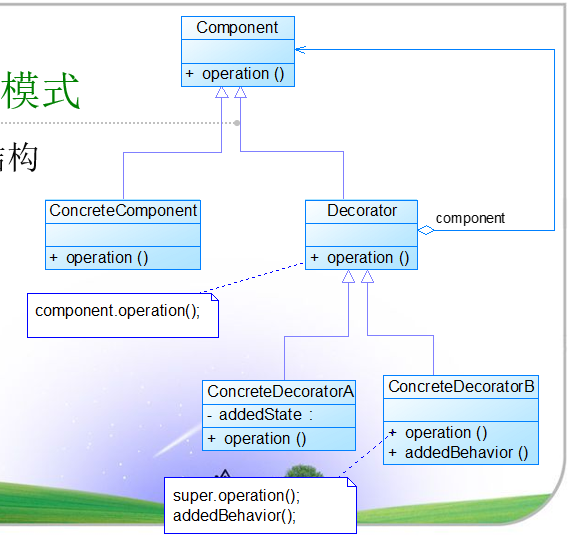 Component
+ operation ()
模式
结构
ConcreteComponent
+ operation ()
Decorator
+ operation ()
component
component.operation();
ConcreteDecoratorA
- addedState :
+ operation ()
ConcreteDecoratorB
+ operation ()
+ addedBehavior ()
super.operation();
addedBehavior();